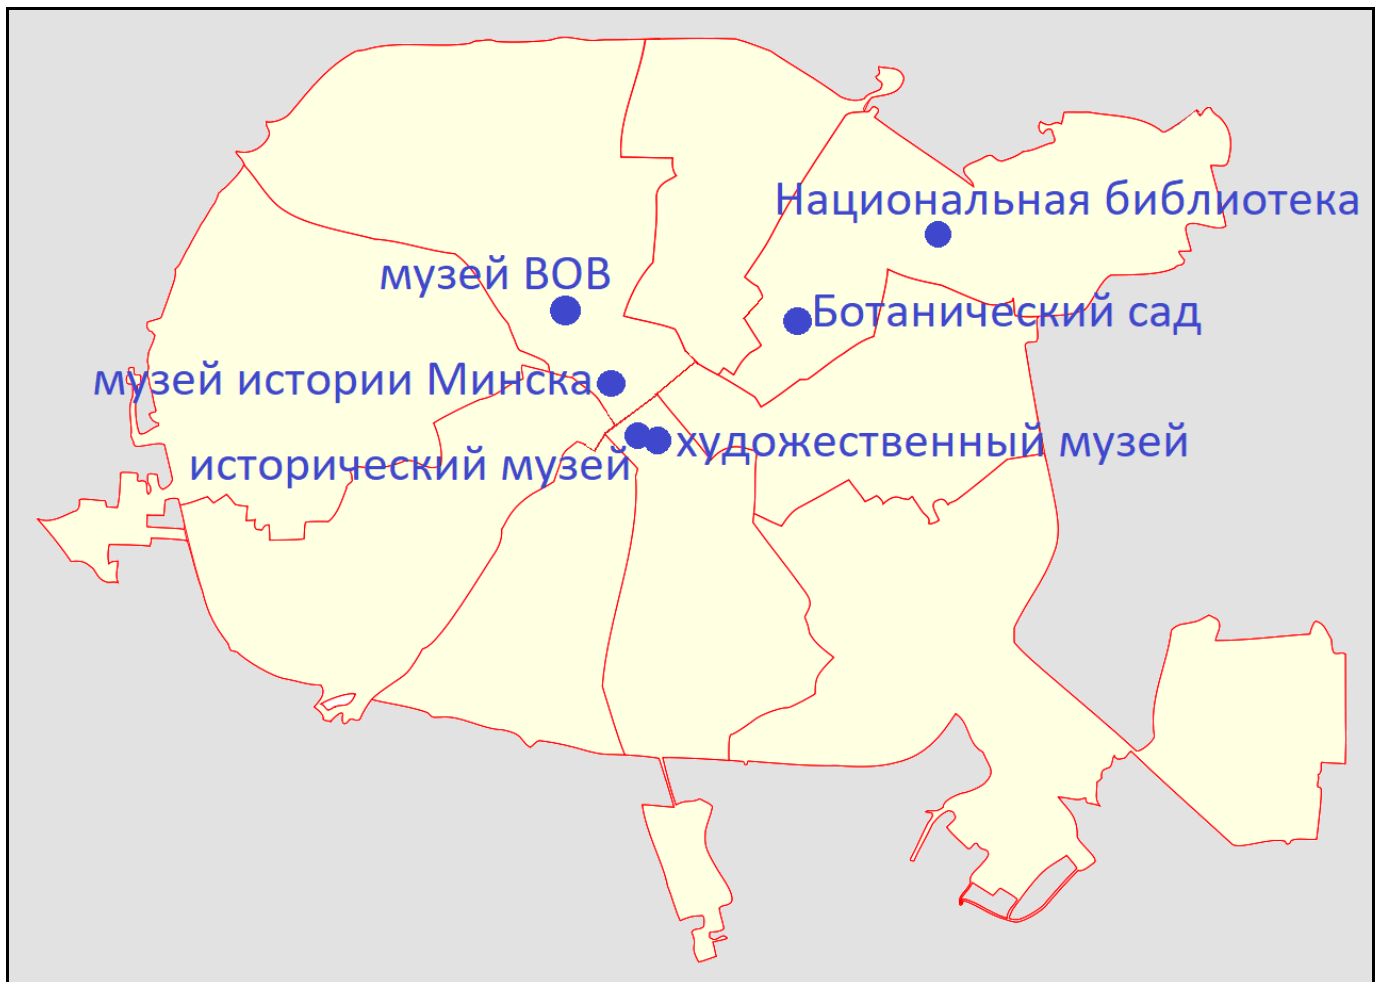 Национальная библиотека
музей ВОВ
Ботанический сад
музей истории Минска
художественный музей
исторический музей